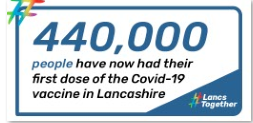 440,000
people have now had their
first dose of the Covid-19
vaccine in Lancashire
#Lancs
Together